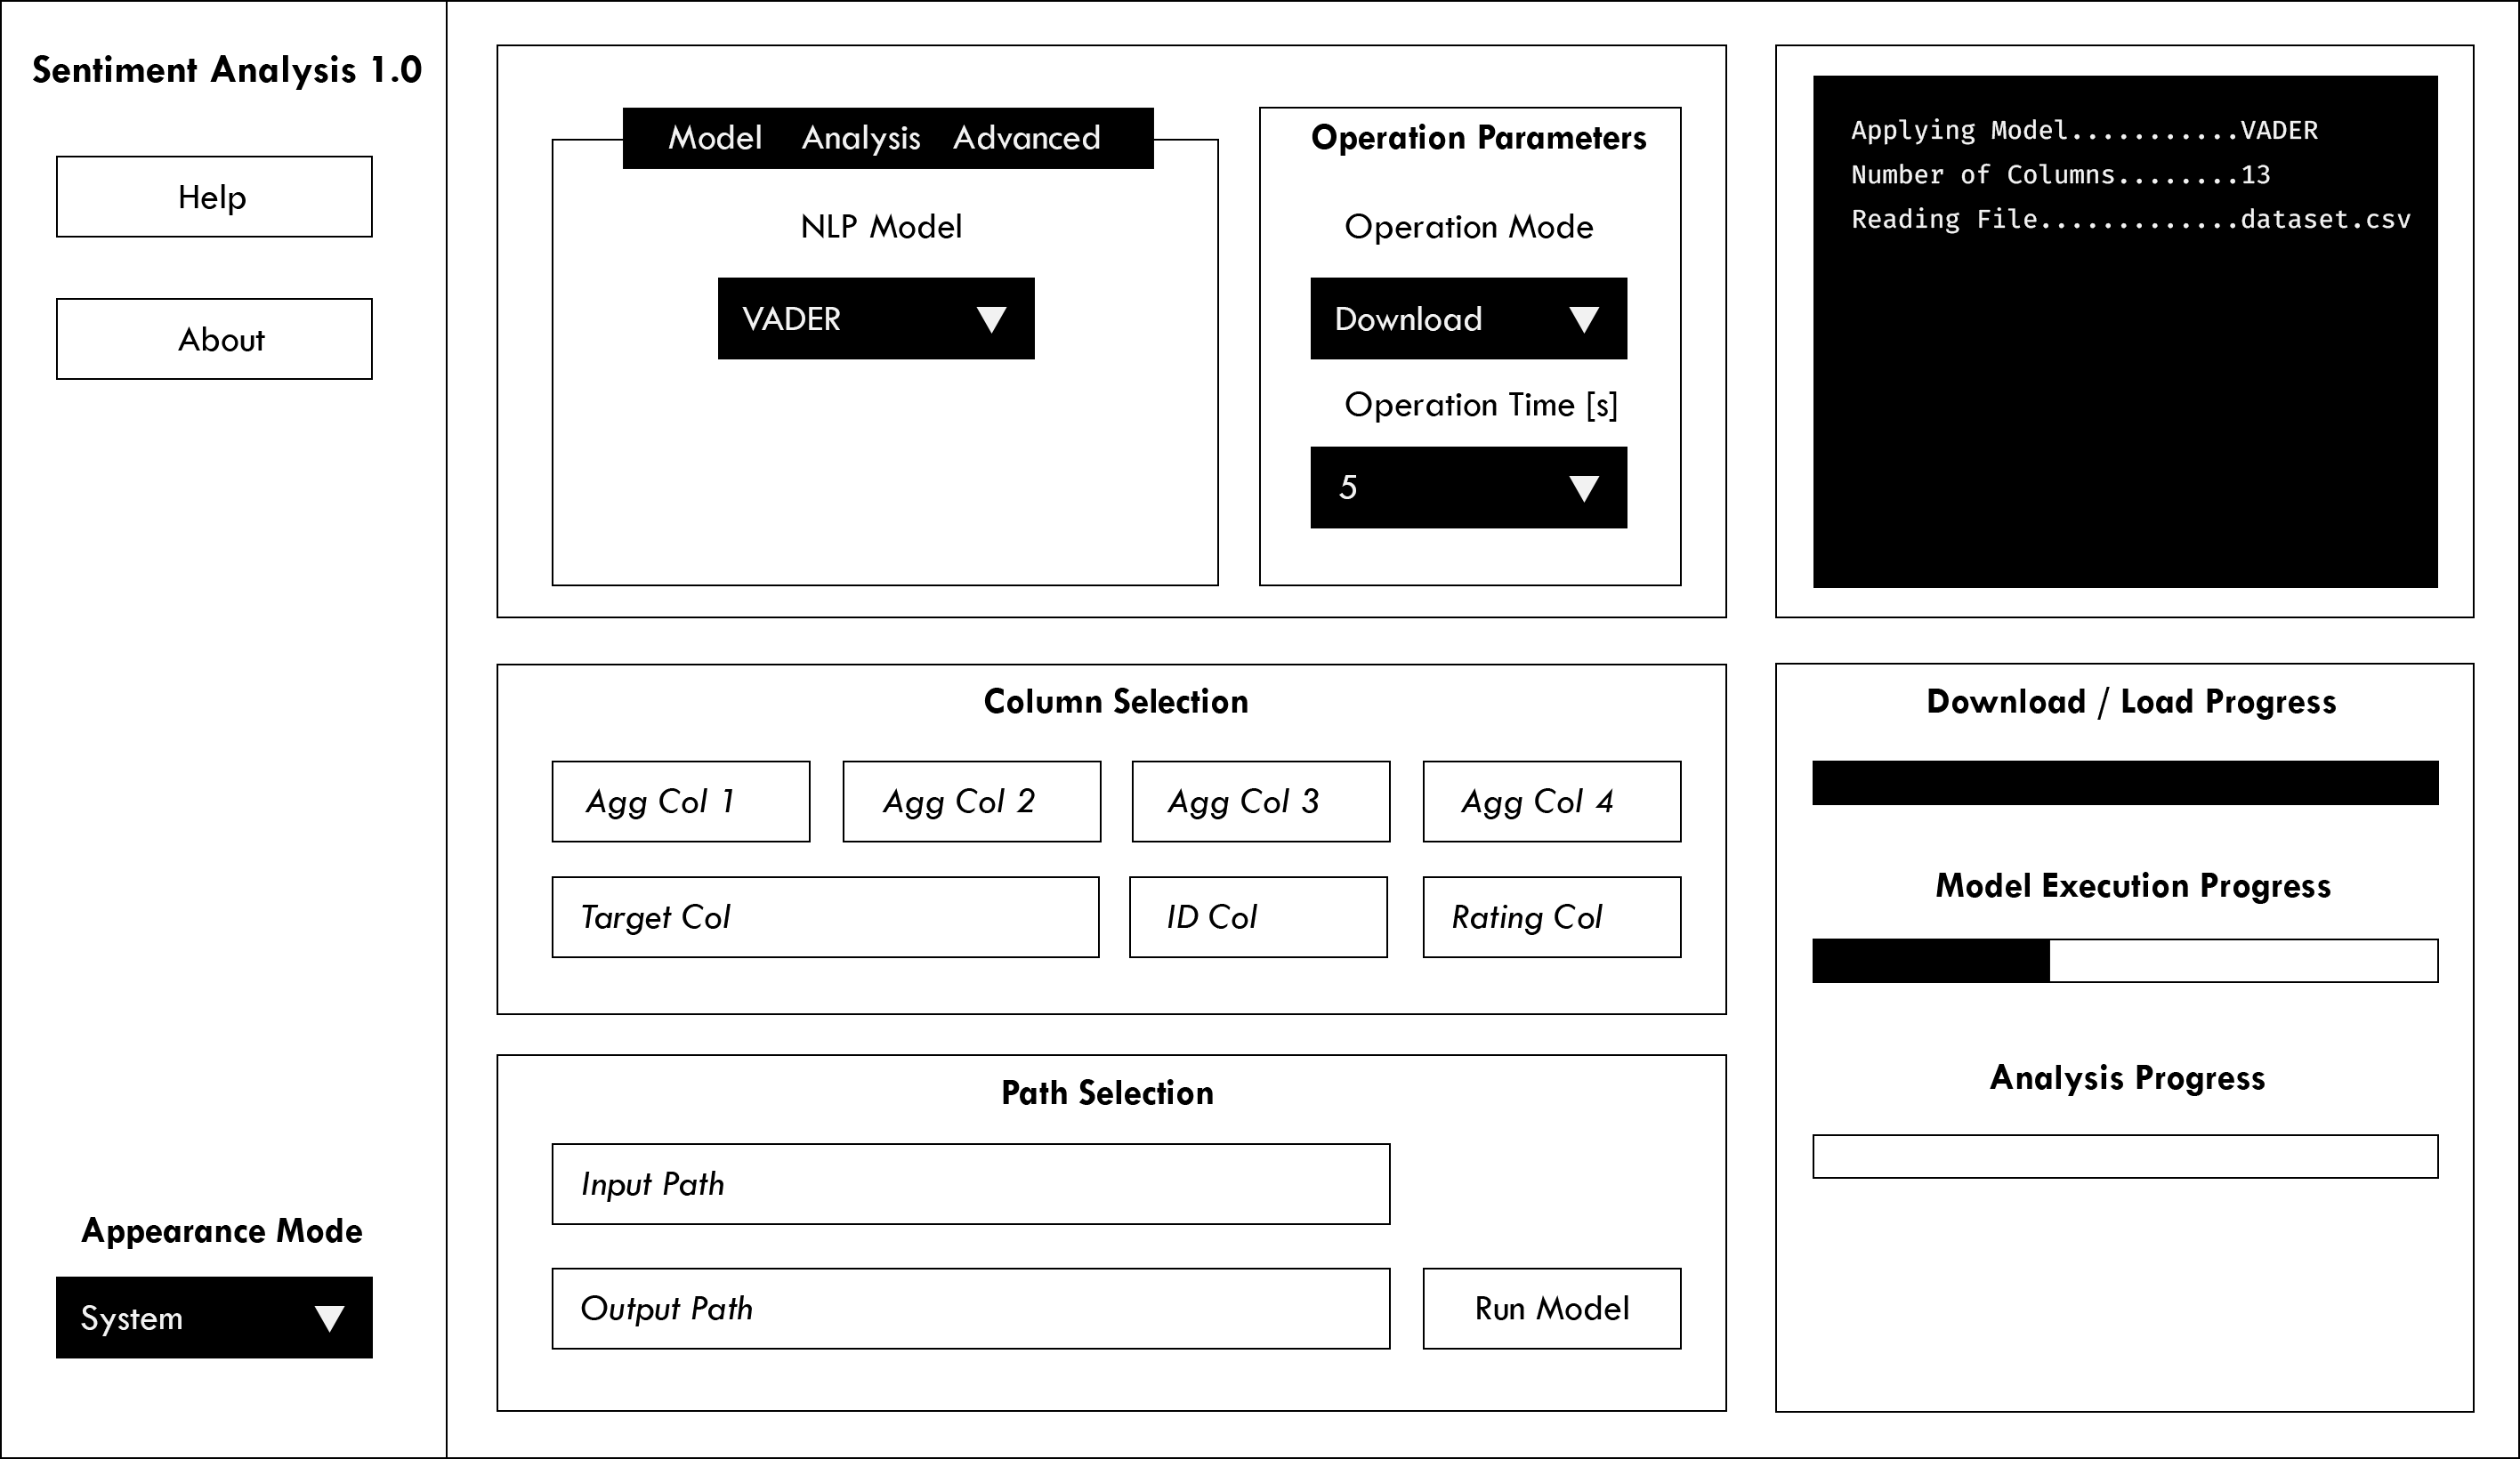 Sentiment Analysis 1.0
Help
About
Appearance Mode
System
Model Analysis Advanced
NLP Model
VADER
Operation Parameters
Operation Mode
Download
Operation Time [s]
5
Applying Model...........VADER
Number of Columns........13
Reading File.............dataset.csv
Column Selection
Agg Col 1
Agg Col 2
Agg Col 3
Agg Col 4
Target Col
ID Col
Rating Col
Path Selection
Input Path
Output Path
Run Model
Download / Load Progress
Model Execution Progress
Analysis Progress